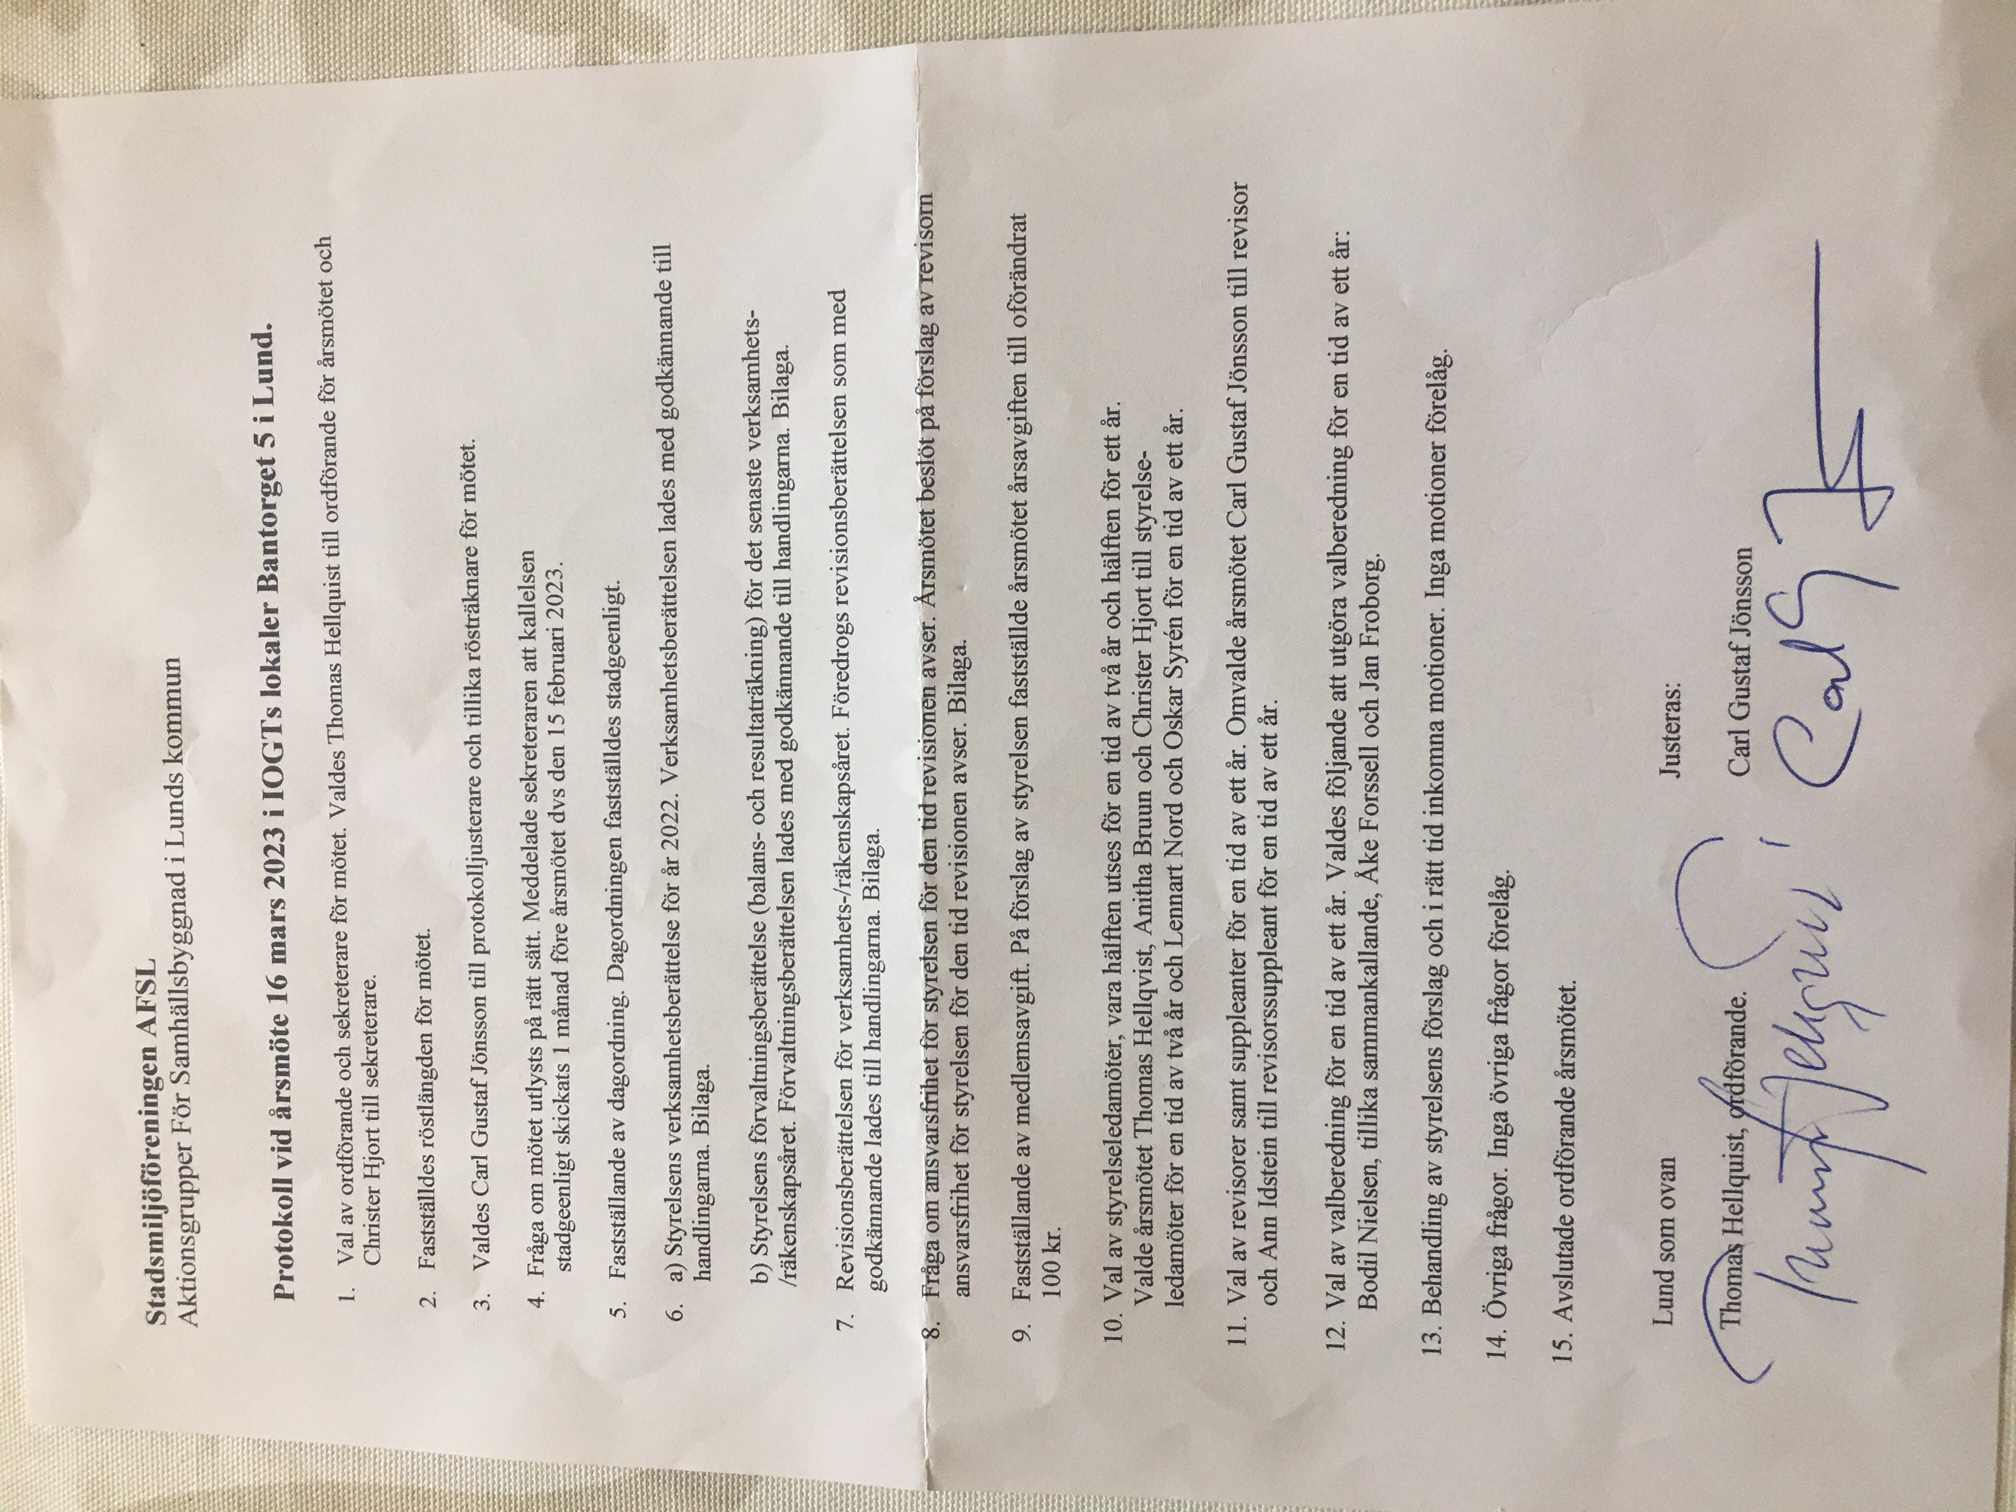 Stadsmiljöföreningen AFSL
Aktionsgrupper För Samhällsbyggnad i Lunds kommun
Protokoll vid årsmöte 16 mars 2023 i IOGTs lokaler Bantorget 5 i Lund.
1. Val av ordförande och sekreterare för mötet. Valdes Thomas Hellquist till ordförande för årsmötet och
Christer Hjort till sekreterare.
2. Fastställdes röstlängden för mötet.
3. Valdes Carl Gustaf Jönsson till protokolljusterare och tillika rösträknare för mötet.
4. Fråga om mötet utlysts på rätt sätt. Meddelade sekreteraren att kallelsen
stadgeenligt skickats 1 månad före årsmötet dvs den 15 februari 2023.
5. Fastställande av dagordning. Dagordningen fastställdes stadgeenligt.
6. a) Styrelsens verksamhetsberättelse för år 2022. Verksamhetsberättelsen lades med godkännande till
handlingarna. Bilaga.
b) Styrelsens förvaltningsberättelse (balans- och resultaträkning) för det senaste verksamhets-
/räkenskapsåret. Förvaltningsberättelsen lades med godkännande till handlingarna. Bilaga.
7. Revisionsberättelsen för verksamhets-/räkenskapsåret. Föredrogs revisionsberättelsen som med
godkännande lades till handlingarna. Bilaga.
8. Fråga om ansvarsfrihet för styrelsen för den tid revisionen avser. Årsmötet beslöt på förslag av revisorn
ansvarsfrihet för styrelsen för den tid revisionen avser. Bilaga.
9. Fastställande av medlemsavgift. På förslag av styrelsen fastställde årsmötet årsavgiften till oförändrat
100 kr.
10. Val av styrelseledamöter, vara hälften utses för en tid av två år och hälften för ett år.
Valde årsmötet Thomas Hellqvist, Anitha Bruun och Christer Hjort till styrelse-
ledamöter för en tid av två år och Lennart Nord och Oskar Syrén för en tid av ett år.
11. Val av revisorer samt suppleanter för en tid av ett år. Omvalde årsmötet Carl Gustaf Jönsson till revisor
och Ann Idstein till revisorssuppleant för en tid av ett år.
12. Val av valberedning för en tid av ett år. Valdes följande att utgöra valberedning för en tid av ett år:
Bodil Nielsen, tillika sammankallande, Åke Forssell och Jan Froborg.
13. Behandling av styrelsens förslag och i rätt tid inkomna motioner. Inga motioner förelåg.
14. Övriga frågor. Inga övriga frågor förelåg.
15. Avslutade ordförande årsmötet.
Lund som ovan Justeras:
Thomas Hellquist, ordförande. Carl Gustaf Jönsson
Carl G